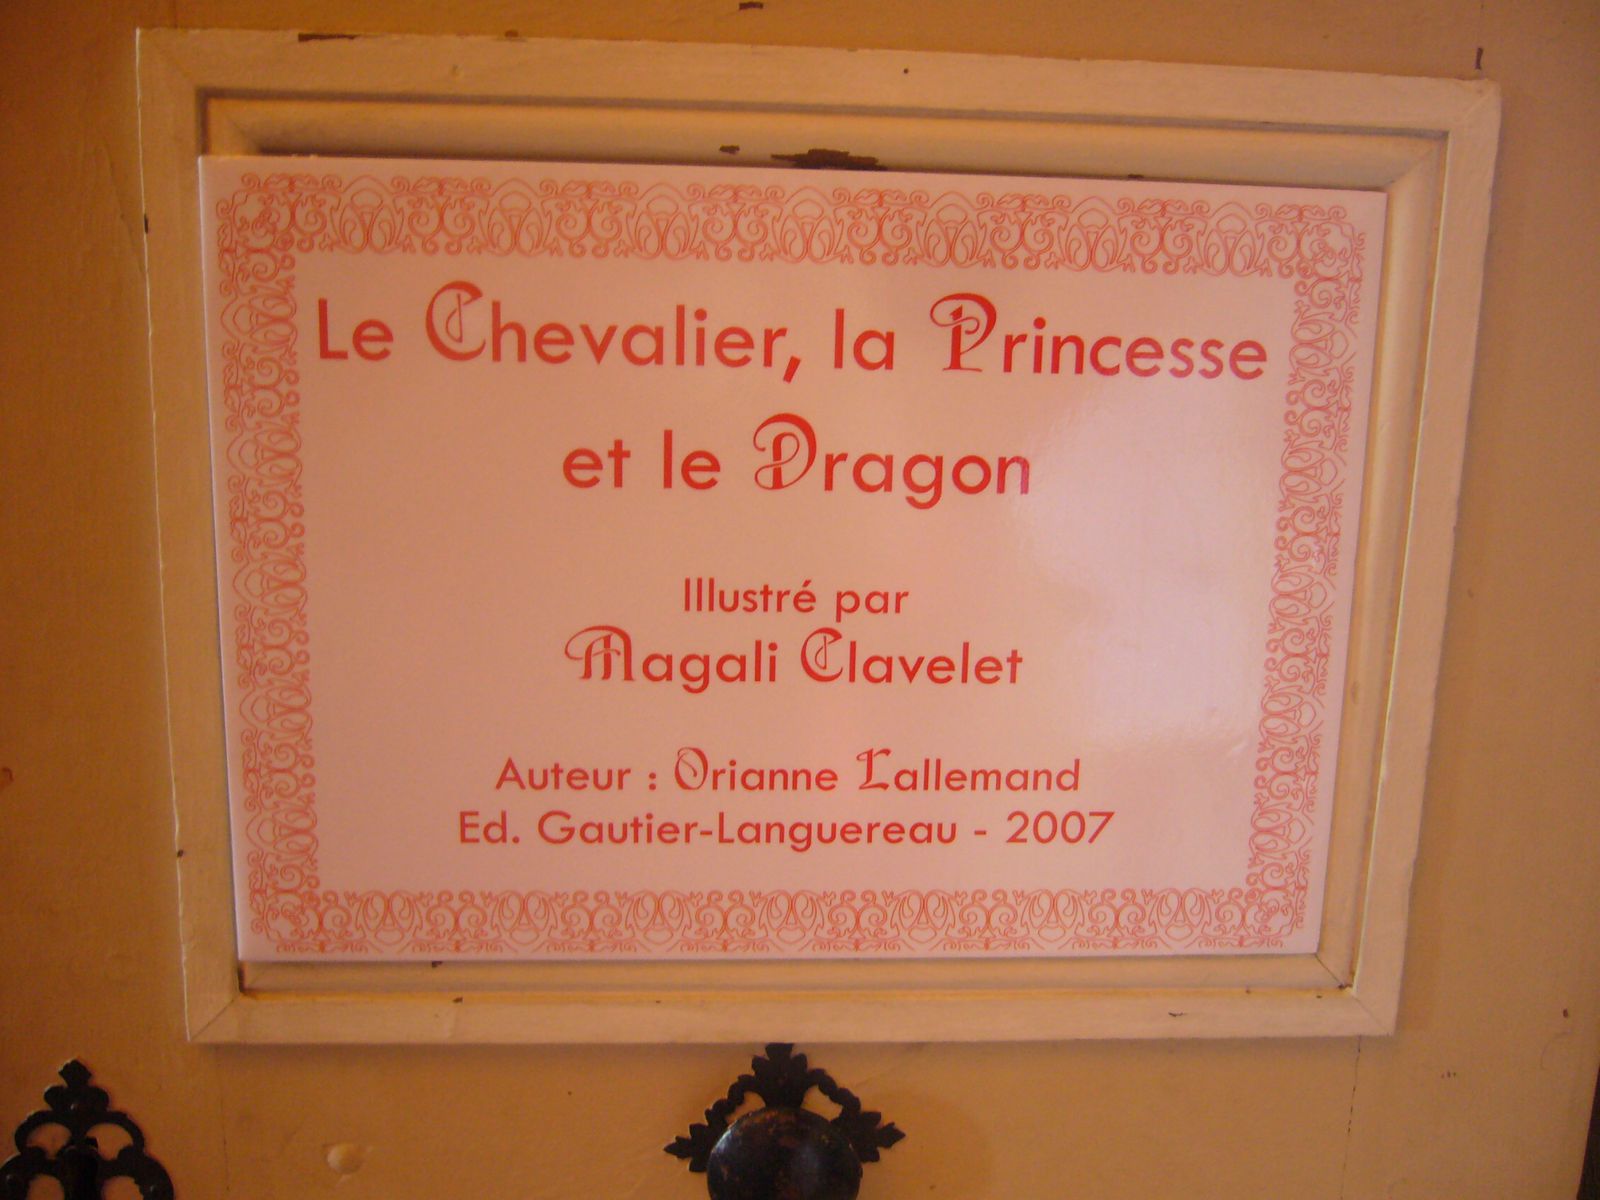 Le Chevalier, la Princesse
et le Dragon
Illustré par
Magali Clavelet
Auteur : Orianne Lallemand
Ed. Gautier-Languereau - 2007